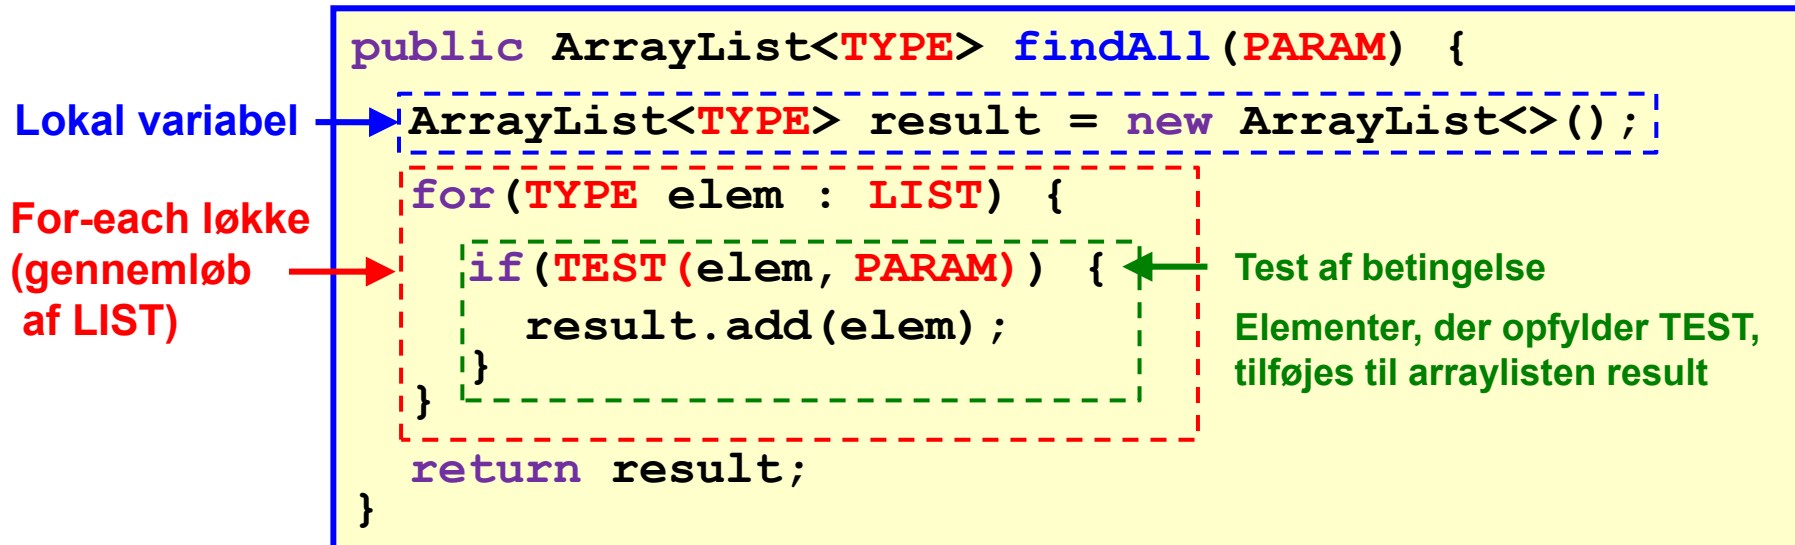 public ArrayList<TYPE> findAll(PARAM) {
Lokal variabel
ArrayList<TYPE> result = new ArrayList<>();
for(TYPE elem : LIST) {
For-each løkke
(gennemløb
af LIST)
if(TEST(elem, PARAM)) {
Test af betingelse
result.add(elem);
Elementer, der opfylder TEST,
tilføjes til arraylisten result
}
}
return result;
}